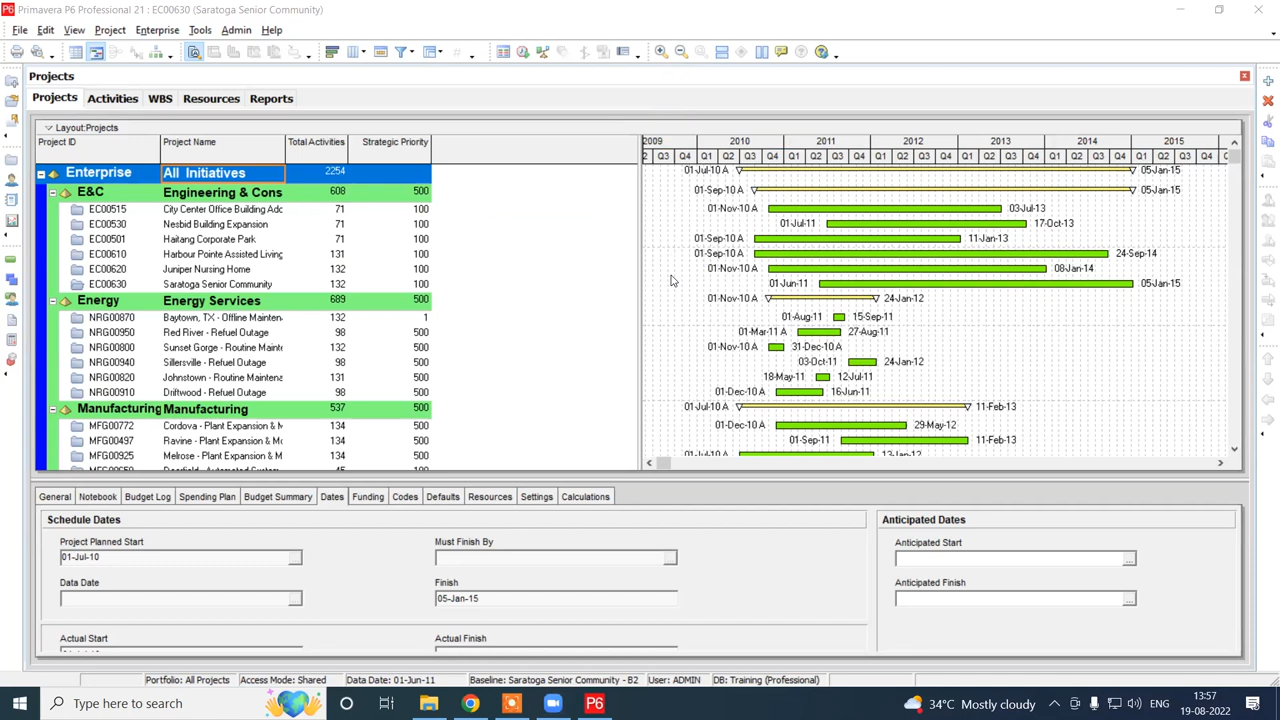 Primavera P6 Professional 21 : EC00630 (Saratoga Senior Community)
File Edit View Project Enterprise Tools Admin Help
Projects
Projects Activities WBS Resources Reports
Layout:Projects
Project ID Project Name Total Activities Strategic Priority 2009 2010 2011 2012 2013 2014 2015
Q3 Q4 Q1 Q2 Q3 Q4 Q1 Q2 Q3 Q4 Q1 Q2 Q3 Q4 Q1 Q2 Q3 Q4 Q1 Q2 Q3 Q4 Q1 Q2 Q3 Q4
Enterprise All Initiatives 2254 01-Jul-10 A 05-Jan-15
E&C Engineering & Cons 608 500 01-Sep-10 A 05-Jan-15
EC00515 City Center Office Building Adc 71 100 01-Nov-10 A 03-Jul-13
EC00530 Nesbid Building Expansion 71 100 01-Jul-11 17-Oct-13
EC00501 Haitang Corporate Park 71 100 01-Sep-10 A 11-Jan-13
EC00610 Harbour Pointe Assisted Living 131 100 01-Sep-10 A 24-Sep-14
EC00620 Juniper Nursing Home 132 100 01-Nov-10 A 08-Jan-14
EC00630 Saratoga Senior Community 132 100 01-Jun-11 05-Jan-15
Energy Energy Services 689 500 01-Nov-10 A 24-Jan-12
NRG00870 Baytown, TX - Offline Mainten 132 1 01-Aug-11 15-Sep-11
NRG00950 Red River - Refuel Outage 98 500 01-Mar-11 A 27-Aug-11
NRG00800 Sunset Gorge - Routine Maint 132 500 01-Nov-10 A 31-Dec-10 A
NRG00940 Sillersville - Refuel Outage 98 500 03-Oct-11 24-Jan-12
NRG00820 Johnstown - Routine Maintena 131 500 18-May-11 12-Jul-11
NRG00910 Driftwood - Refuel Outage 98 500 01-Dec-10 A 16-Jun-11
Manufacturing Manufacturing 537 500 01-Jul-10 A 11-Feb-13
MFG00772 Cordova - Plant Expansion & M 134 500 01-Dec-10 A 29-May-12
MFG00497 Ravine - Plant Expansion & Mc 134 500 01-Sep-11 11-Feb-13
MFG00925 Melrose - Plant Expansion & M 134 500 01-Jul-10 A 13-Jan-12
General Notebook Budget Log Spending Plan Budget Summary Dates Funding Codes Defaults Resources Settings Calculations
Schedule Dates Anticipated Dates
Project Planned Start Must Finish By Anticipated Start
01-Jul-10 ...
Data Date Finish Anticipated Finish
05-Jan-15 ...
Actual Start Actual Finish
Portfolio: All Projects Access Mode: Shared Data Date: 01-Jun-11 Baseline: Saratoga Senior Community - B2 User: ADMIN DB: Training (Professional)
Type here to search P6 34°C Mostly cloudy ENG 13:57
19-08-2022